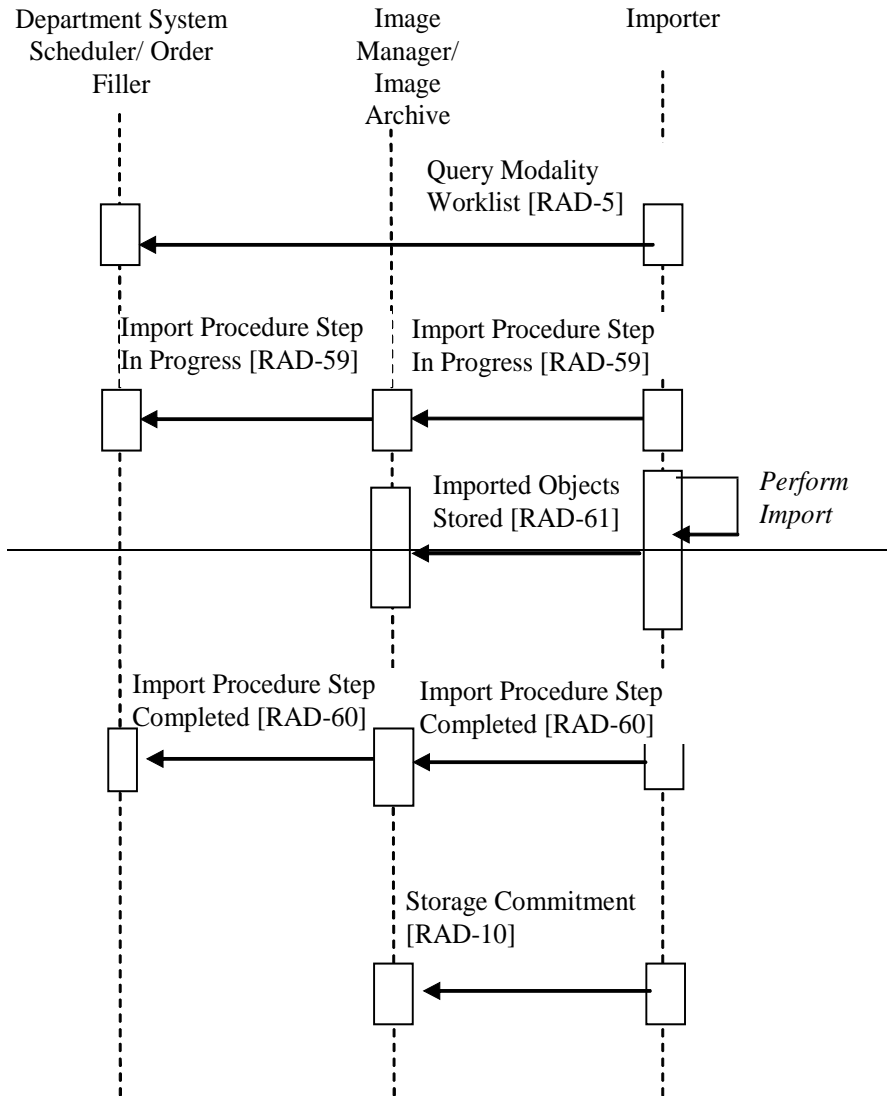 Department System
Scheduler/ Order
Filler
Image
Manager/
Image
Archive
Importer
Query Modality
Worklist [RAD-5]
Import Procedure Step
In Progress [RAD-59]
Import Procedure Step
In Progress [RAD-59]
Imported Objects
Stored [RAD-61]
Perform
Import
Import Procedure Step
Completed [RAD-60]
Import Procedure Step
Completed [RAD-60]
Storage Commitment
[RAD-10]